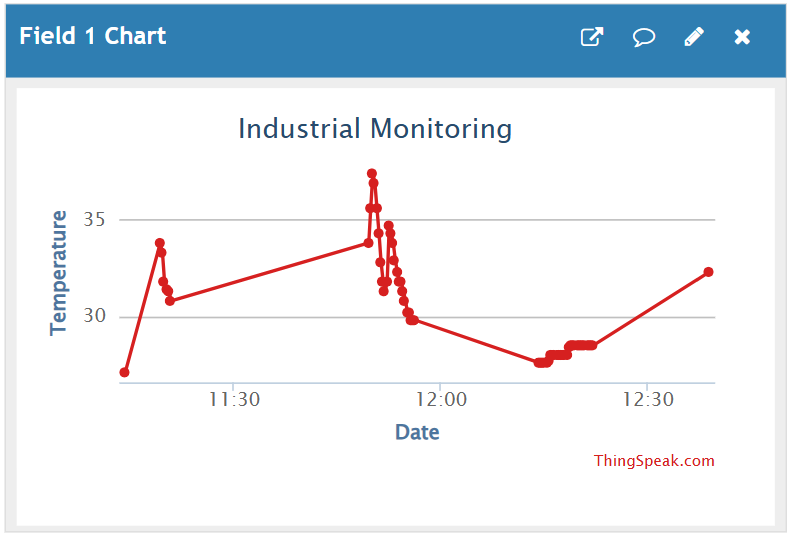 Field 1 Chart
Industrial Monitoring
Temperature
35
30
11:30
12:00
12:30
Date
ThingSpeak.com